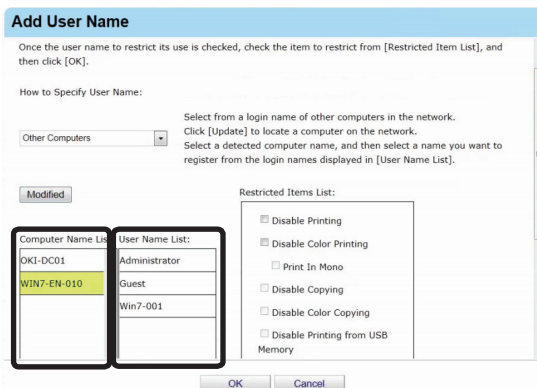 Add User Name
Once the user name to restrict its use is checked, check the item to restrict from [Restricted Item List], and
then click [OK].
How to Specify User Name:
Other Computers
Select from a login name of other computers in the network.
Click [Update] to locate a computer on the network.
Select a detected computer name, and then select a name you want to
register from the login names displayed in [User Name List].
Modified
Computer Name Lis
OKI-DC01
WIN7-EN-010
User Name List:
Administrator
Guest
Win7-001
Restricted Items List:
Disable Printing
Disable Color Printing
Print In Mono
Disable Copying
Disable Color Copying
Disable Printing from USB
Memory
OK
Cancel